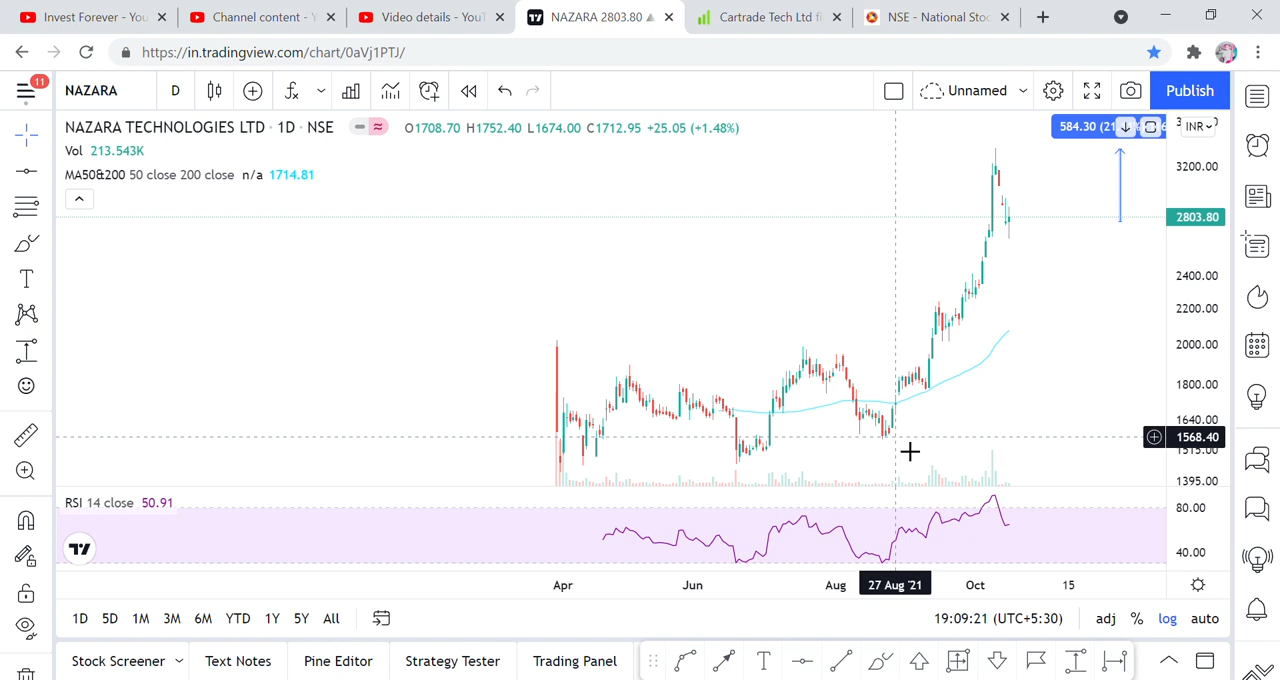 Invest Forever - You
Channel content - Y
Video details - YouT
NAZARA 2803.80
Cartrade Tech Ltd fi
NSE - National Stoc
https://in.tradingview.com/chart/0aVj1PTJ/
11
NAZARA
D
Unnamed
Publish
NAZARA TECHNOLOGIES LTD · 1D · NSE
O1708.70 H1752.40 L1674.00 C1712.95 +25.05 (+1.48%)
584.30 (21
INR
Vol 213.543K
MA50&200 50 close 200 close n/a 1714.81
3200.00
2803.80
2400.00
2200.00
2000.00
1800.00
1640.00
1568.40
1515.00
1395.00
RSI 14 close 50.91
80.00
40.00
Apr
Jun
Aug
27 Aug '21
Oct
15
1D 5D 1M 3M 6M YTD 1Y 5Y All
19:09:21 (UTC+5:30)
adj % log auto
Stock Screener
Text Notes
Pine Editor
Strategy Tester
Trading Panel